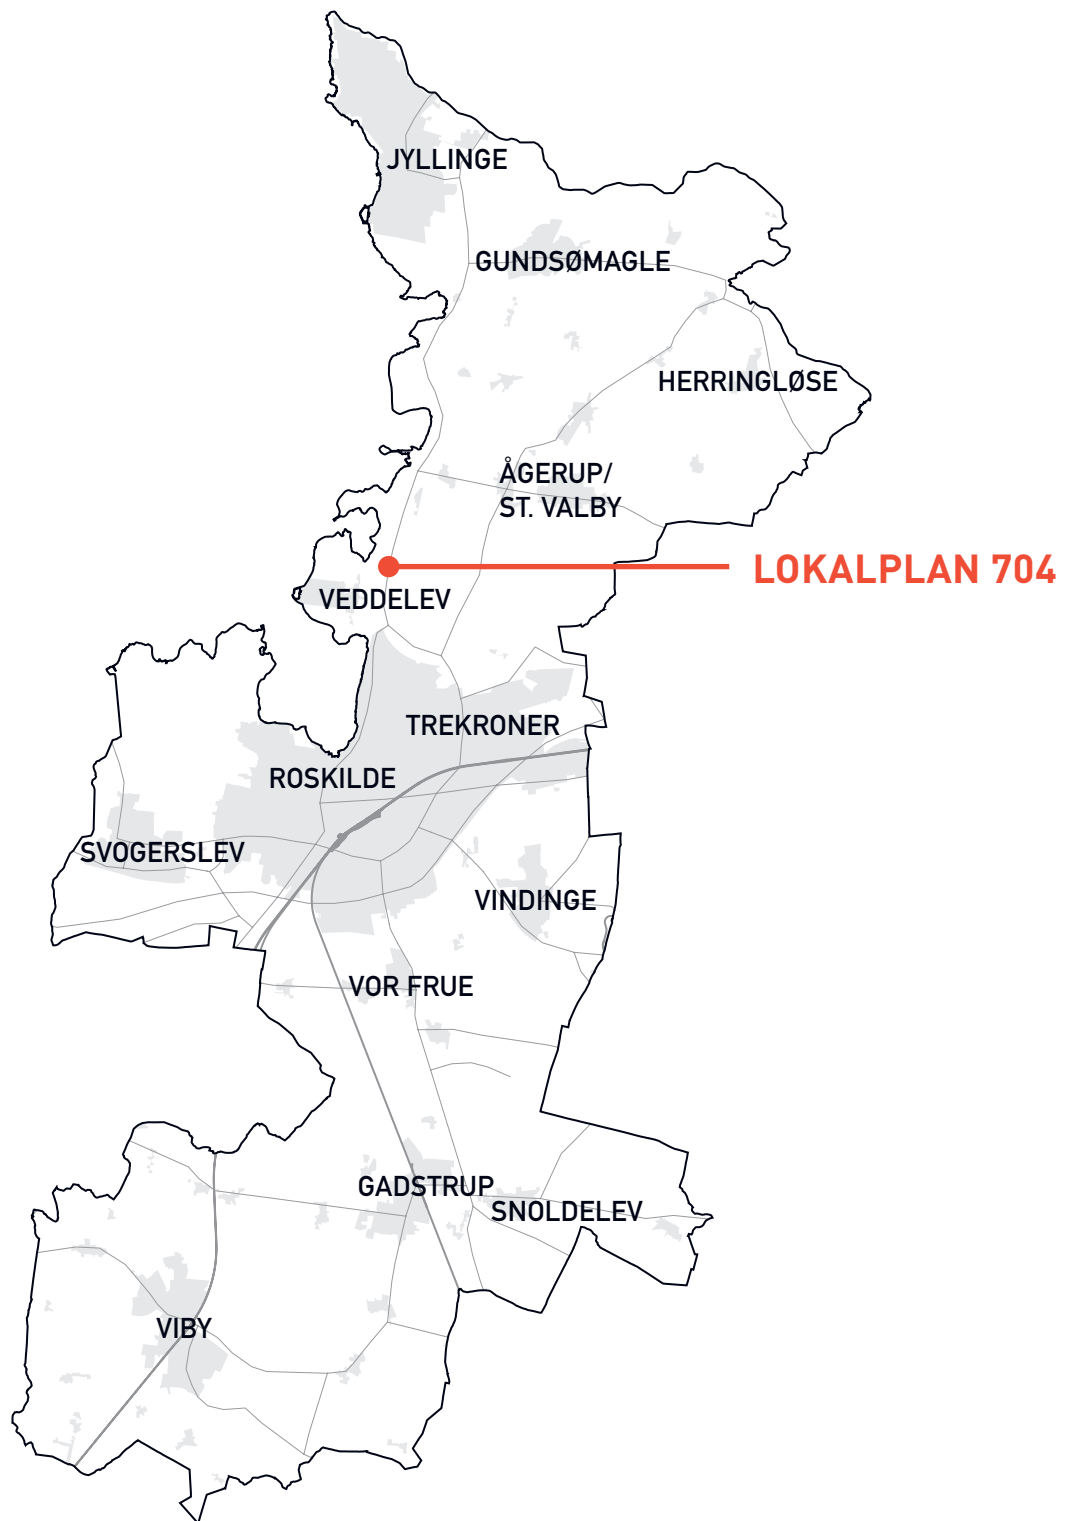 JYLLINGE
GUNDSØMAGLE
HERRINGLØSE
ÅGERUP/
ST. VALBY
LOKALPLAN 704
VEDDELEV
TREKRONER
ROSKILDE
SVOGERSLEV
VINDINGE
VOR FRUE
GADSTRUP
SNOLDELEV
VIBY